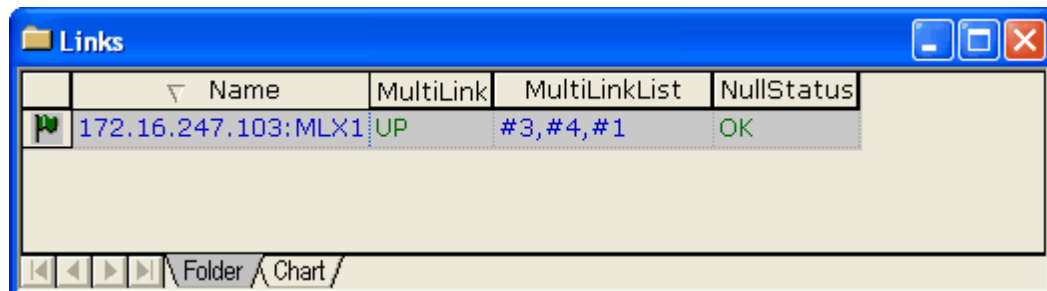 Links
Name MultiLink MultiLinkList NullStatus
172.16.247.103:MLX1 UP #3,#4,#1 OK
Folder Chart